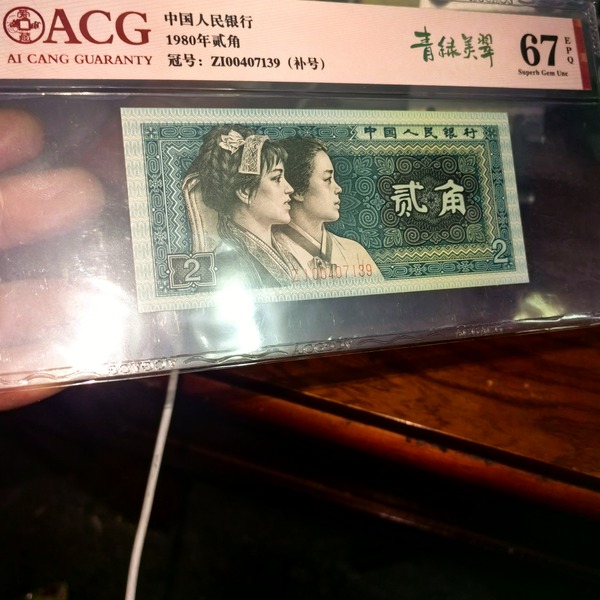 ACG
AI CANG GUARANTY
中国人民银行
1980年贰角
冠号：ZI00407139（补号）
青绿美翠
67
EPQ
Superb Gem Unc
中国人民银行
贰角
2
2
ZI00407139